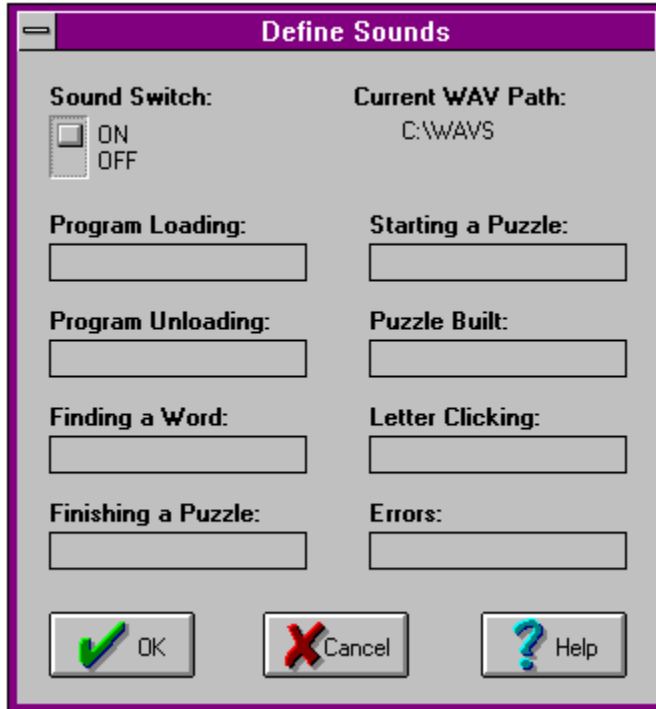 Define Sounds
Sound Switch:
ON
OFF
Current WAV Path:
C:\WAVS
Program Loading:
Starting a Puzzle:
Program Unloading:
Puzzle Built:
Finding a Word:
Letter Clicking:
Finishing a Puzzle:
Errors:
OK
Cancel
Help